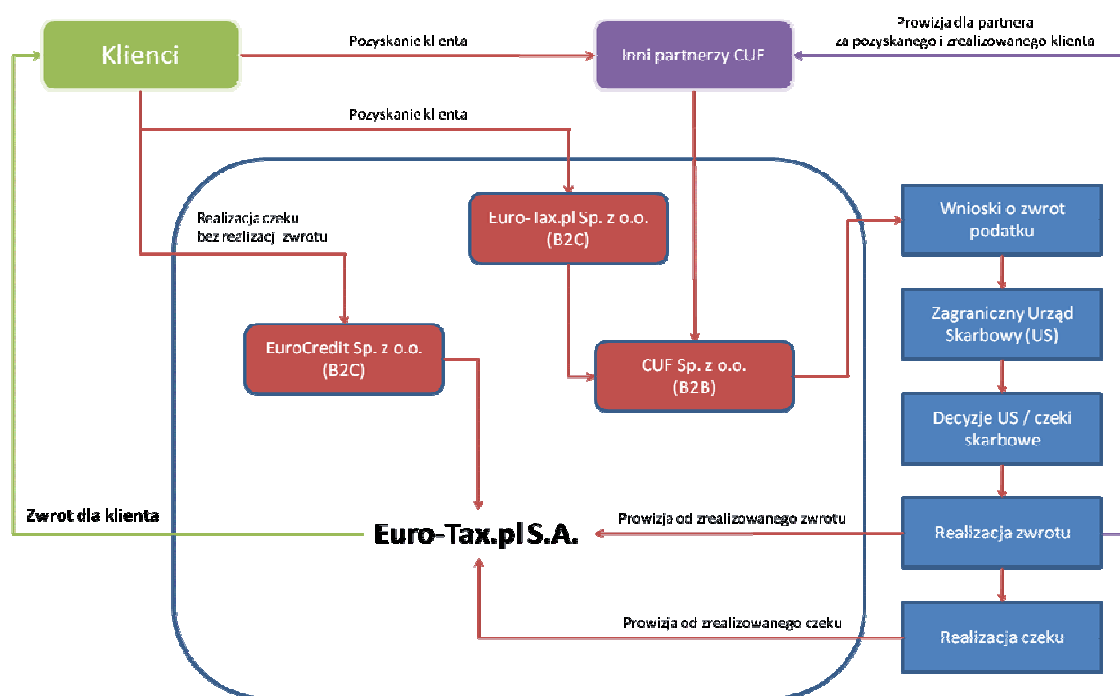 Klienci
Pozyskanie klienta
Inni partnerzy CUF
Prowizja dla partnera
za pozyskanego i zrealizowanego klienta
Pozyskanie klienta
Realizacja czeku
bez realizacji zwrotu
Euro-Tax.pl Sp. z o.o.
(B2C)
Wnioski o zwrot
podatku
Zagraniczny Urząd
Skarbowy (US)
EuroCredit Sp. z o.o.
(B2C)
CUF Sp. z o.o.
(B2B)
Decyzje US / czeki
skarbowe
Zwrot dla klienta
Euro-Tax.pl S.A.
Prowizja od zrealizowanego zwrotu
Realizacja zwrotu
Prowizja od zrealizowanego czeku
Realizacja czeku